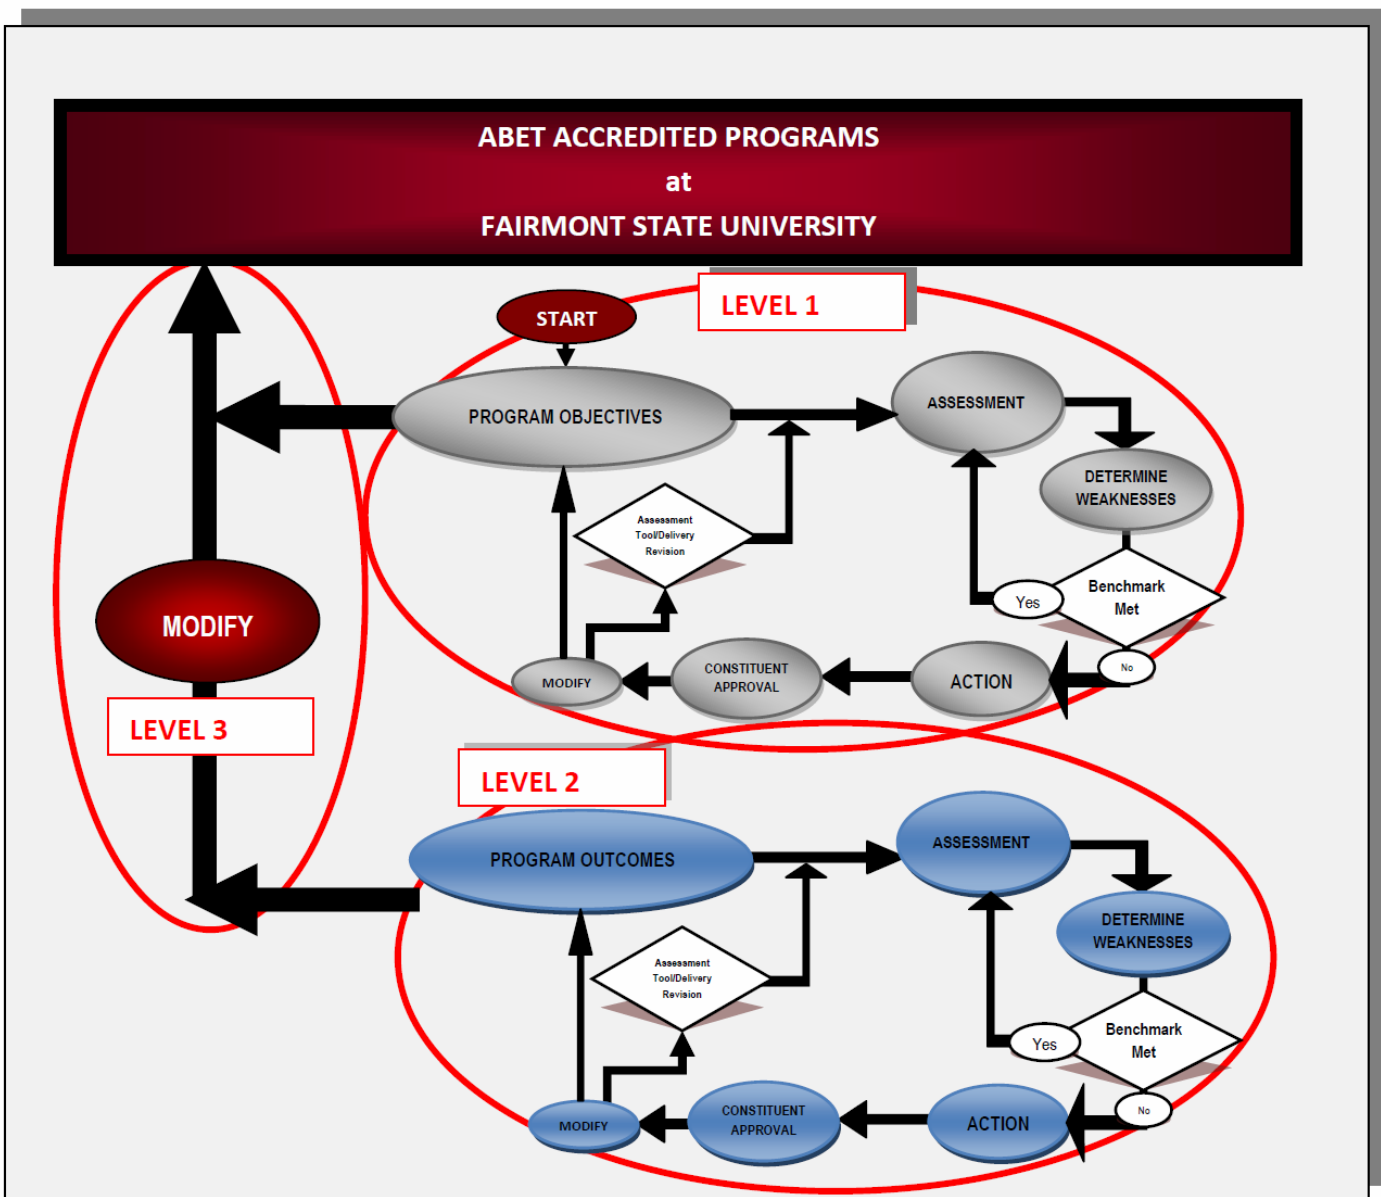 ABET ACCREDITED PROGRAMS
at
FAIRMONT STATE UNIVERSITY
LEVEL 1
START
PROGRAM OBJECTIVES
ASSESSMENT
DETERMINE
WEAKNESSES
Assessment
Tool/Delivery
Revision
Benchmark
Met
Yes
No
MODIFY
CONSTITUENT
APPROVAL
ACTION
MODIFY
LEVEL 3
LEVEL 2
PROGRAM OUTCOMES
ASSESSMENT
DETERMINE
WEAKNESSES
Assessment
Tool/Delivery
Revision
Benchmark
Met
Yes
No
MODIFY
CONSTITUENT
APPROVAL
ACTION